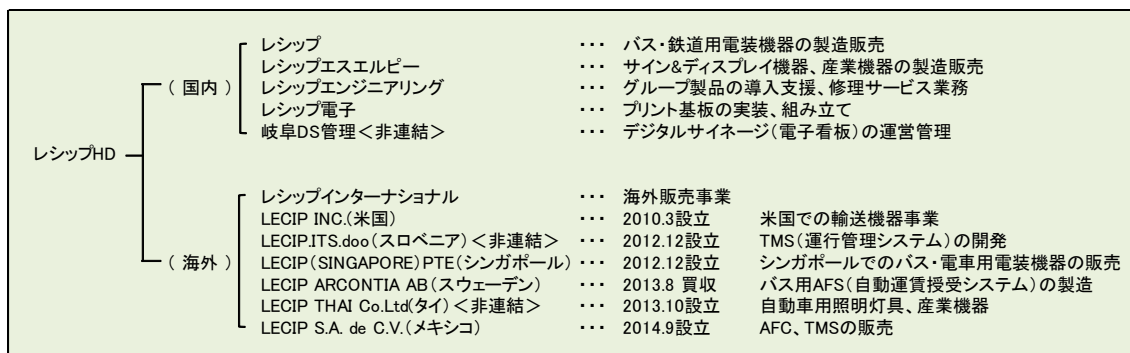 レシップHD
(国内)
レシップ ・・・ バス・鉄道用電装機器の製造販売
レシップエスエルピー ・・・ サイン&ディスプレイ機器、産業機器の製造販売
レシップエンジニアリング ・・・ グループ製品の導入支援、修理サービス業務
レシップ電子 ・・・ プリント基板の実装、組み立て
岐阜DS管理<非連結> ・・・ デジタルサイネージ(電子看板)の運営管理
(海外)
レシップインターナショナル ・・・ 海外販売事業
LECIP INC.(米国) ・・・ 2010.3設立 米国での輸送機器事業
LECIP.ITS.doo(スロベニア)<非連結> ・・・ 2012.12設立 TMS(運行管理システム)の開発
LECIP(SINGAPORE)PTE(シンガポール) ・・・ 2012.12設立 シンガポールでのバス・電車用電装機器の販売
LECIP ARCONTIA AB(スウェーデン) ・・・ 2013.8 買収 バス用AFS(自動運賃授受システム)の製造
LECIP THAI Co.Ltd(タイ)<非連結> ・・・ 2013.10設立 自動車用照明灯具、産業機器
LECIP S.A. de C.V.(メキシコ) ・・・ 2014.9設立 AFC、TMSの販売